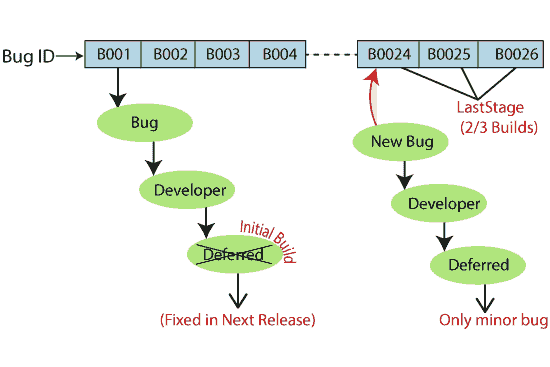 Bug ID
B001 B002 B003 B004 B0024 B0025 B0026
LastStage
(2/3 Builds)
Bug
New Bug
Developer
Developer
Initial Build
Deferred
Deferred
(Fixed in Next Release)
Only minor bug